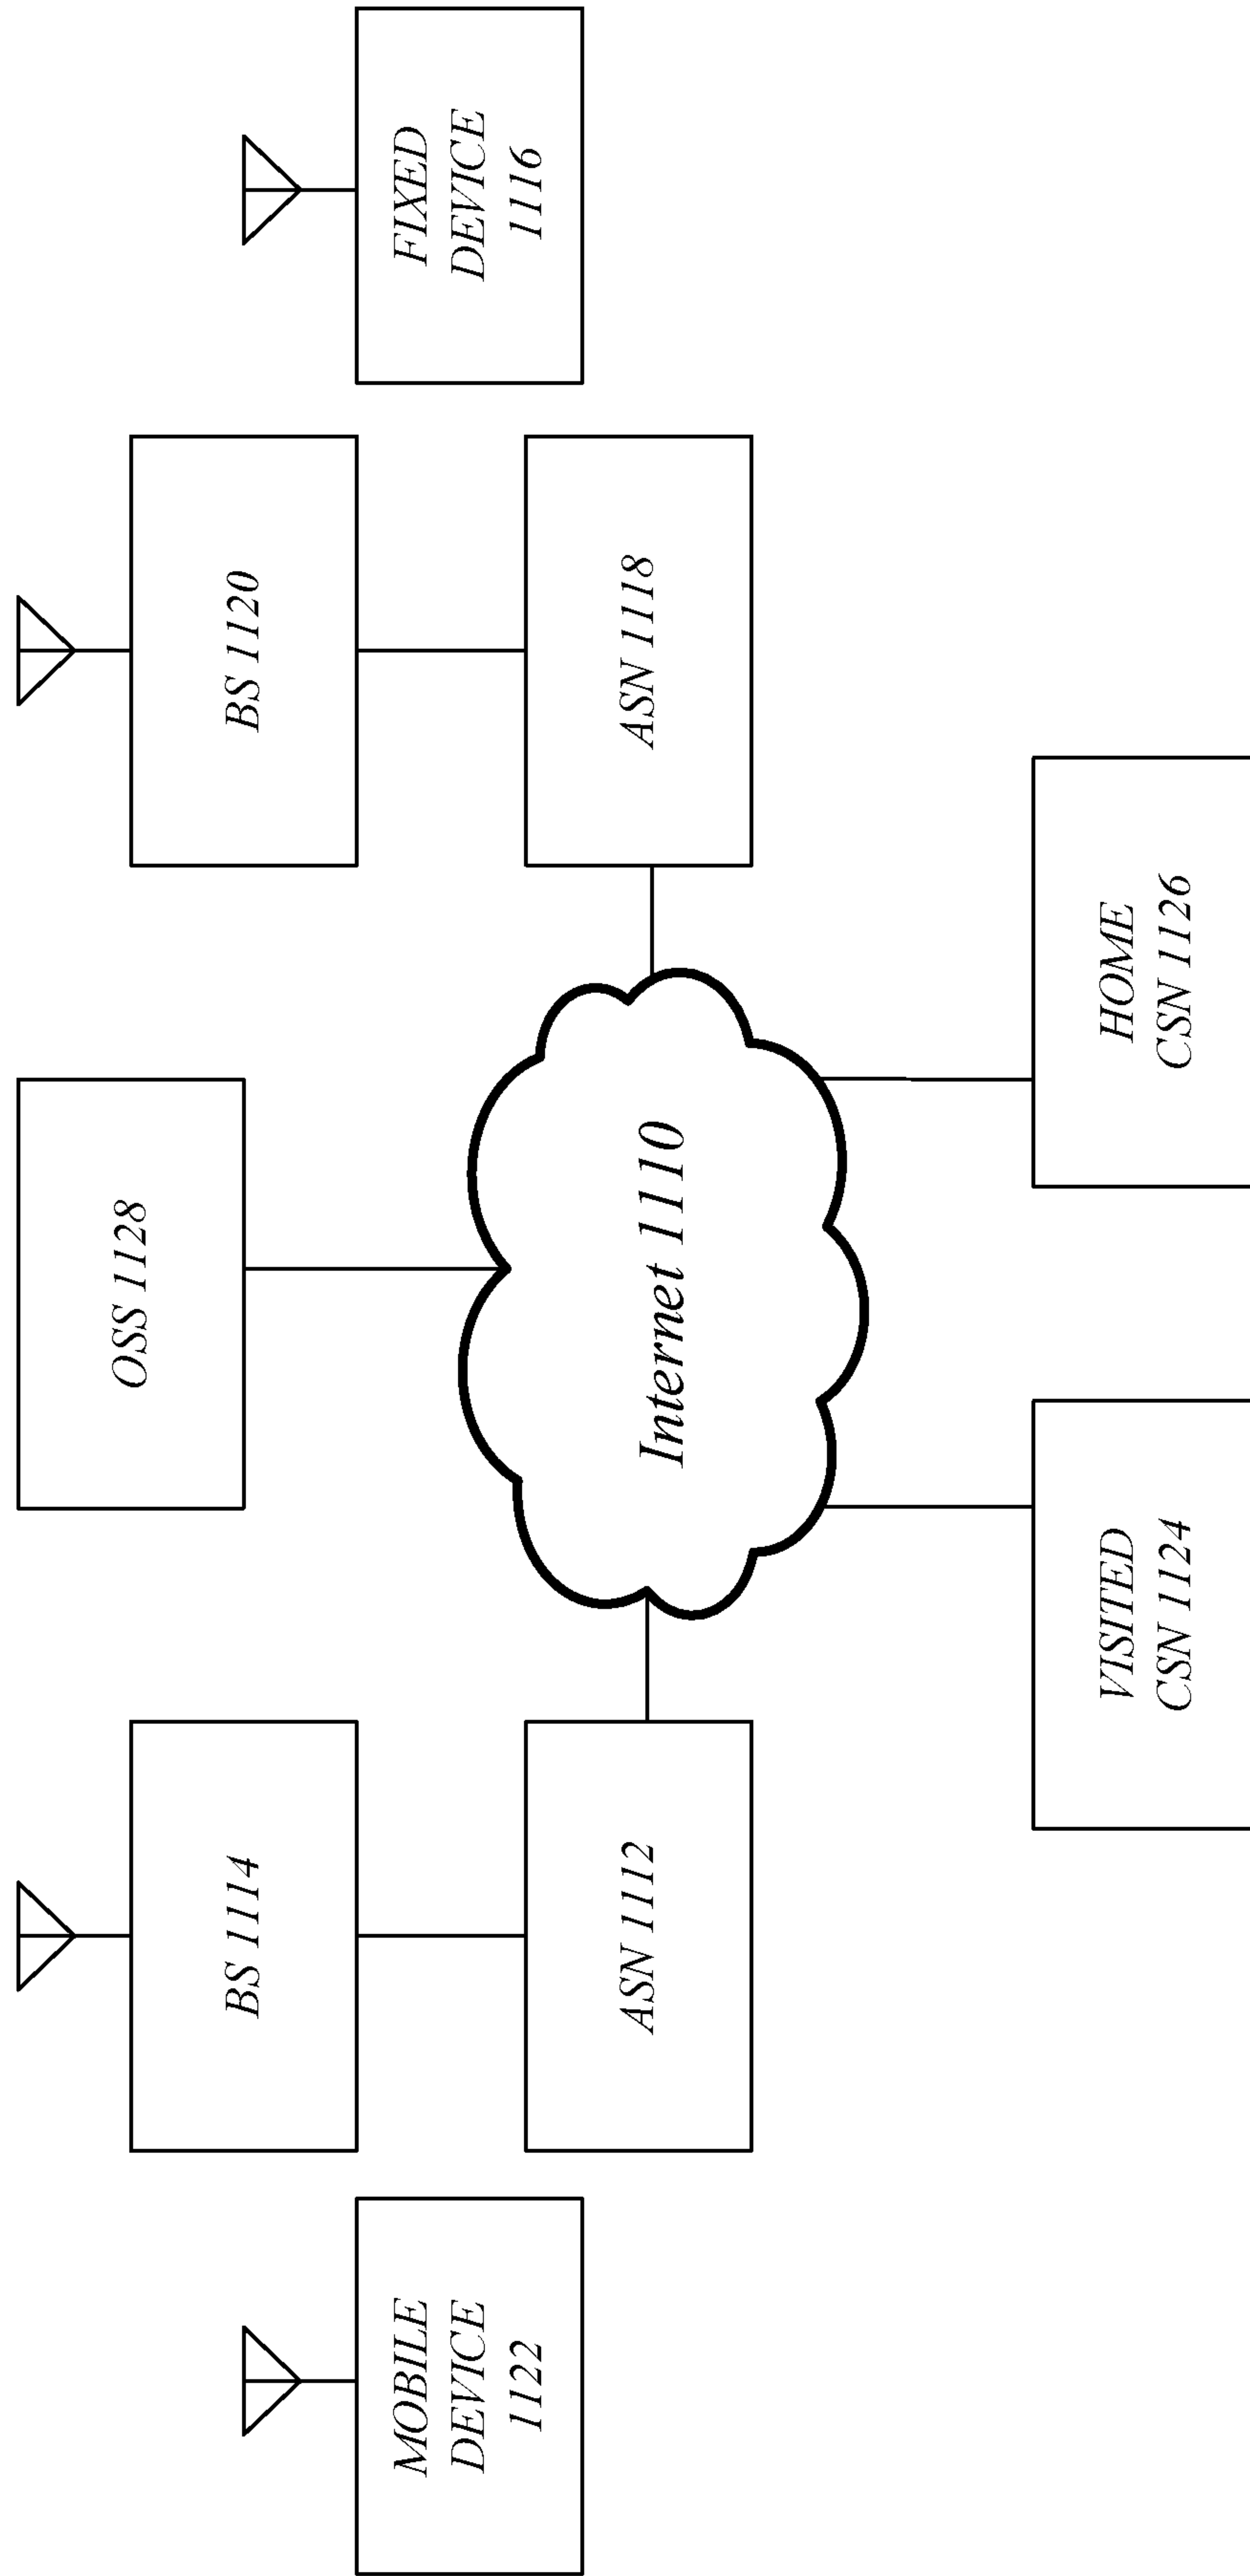 OSS 1128
BS 1114
BS 1120
MOBILE
DEVICE
1122
FIXED
DEVICE
1116
ASN 1112
Internet 1110
ASN 1118
VISITED
CSN 1124
HOME
CSN 1126